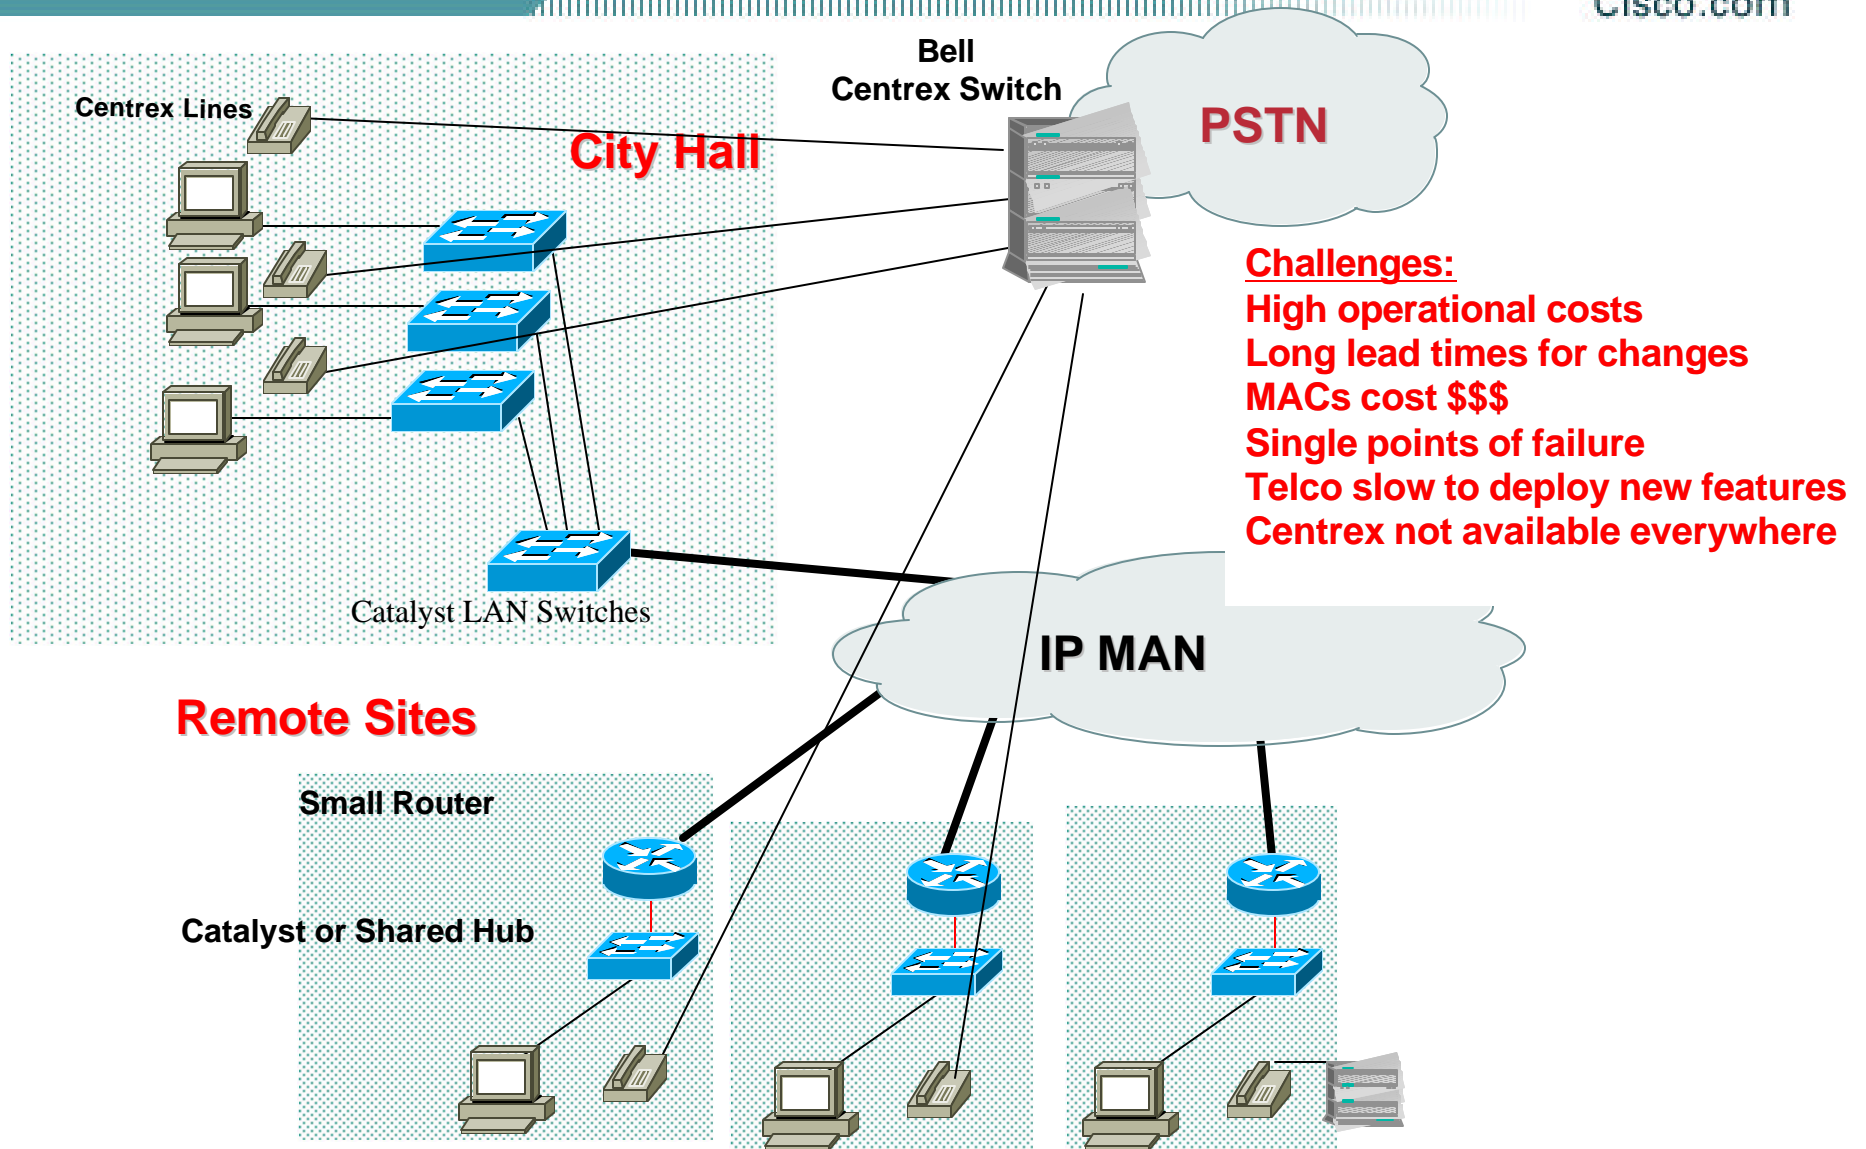 Cisco.com
Bell
Centrex Switch
PSTN
Centrex Lines
City Hall
Challenges:
High operational costs
Long lead times for changes
MACs cost $$$
Single points of failure
Telco slow to deploy new features
Centrex not available everywhere
Catalyst LAN Switches
IP MAN
Remote Sites
Small Router
Catalyst or Shared Hub